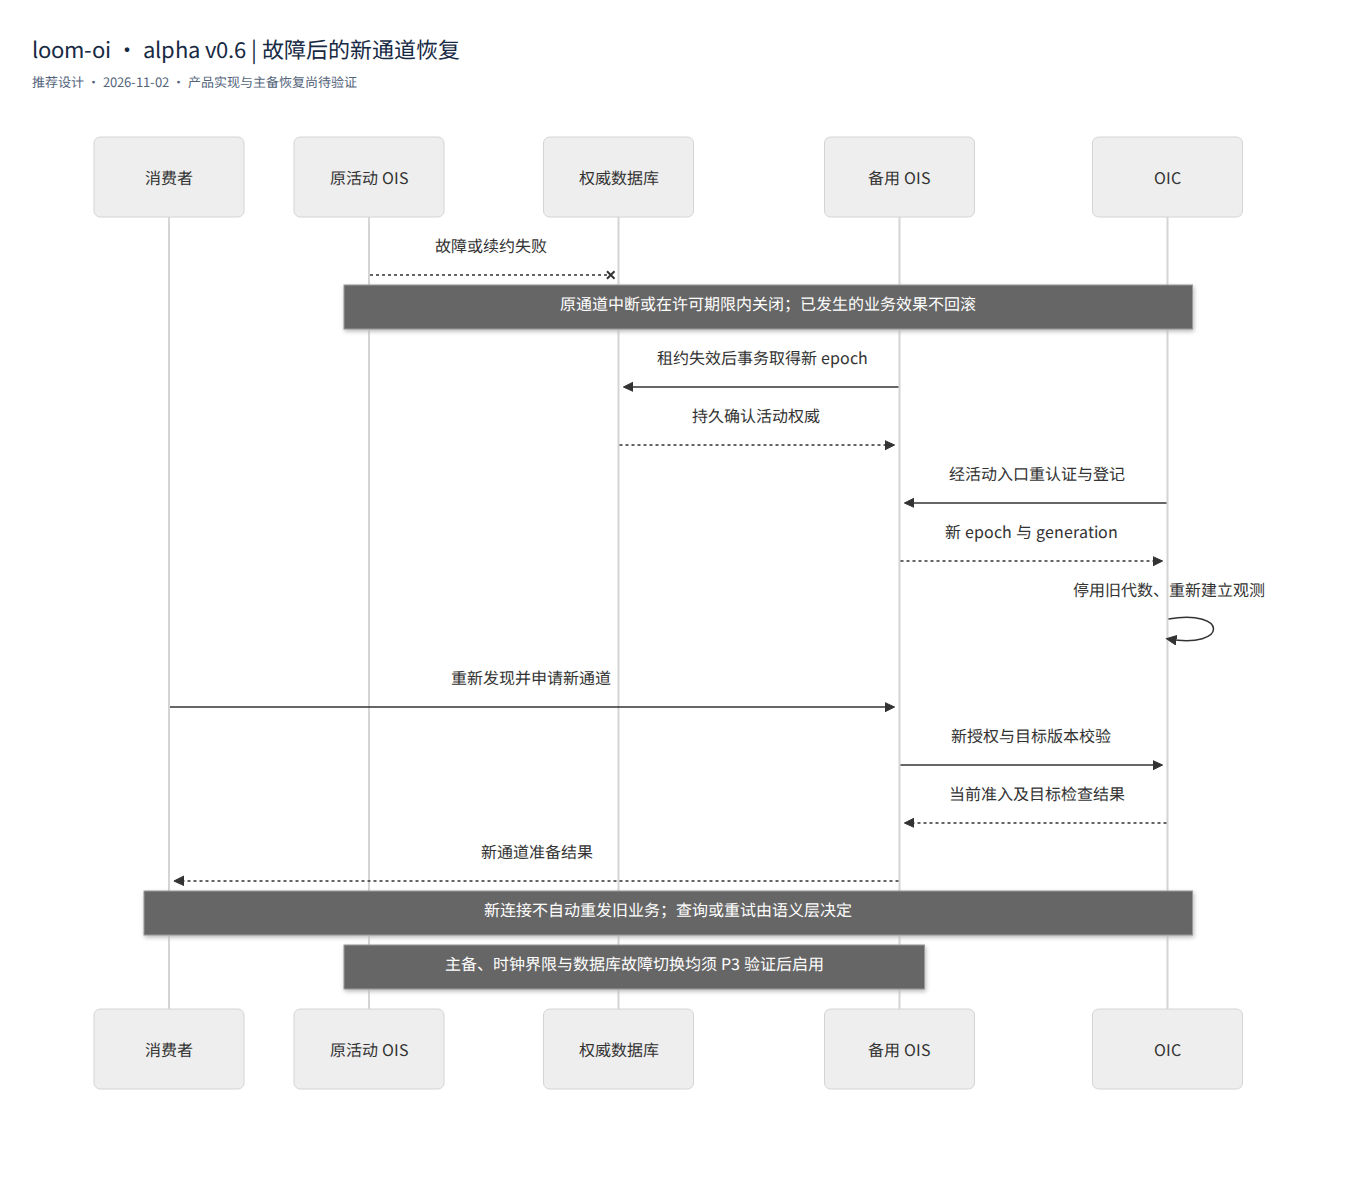 loom-oi · alpha v0.6 | 故障后的新通道恢复
推荐设计 · 2026-11-02 · 产品实现与主备恢复尚待验证
消费者
原活动 OIS
权威数据库
备用 OIS
OIC
故障或续约失败
原通道中断或在许可期限内关闭；已发生的业务效果不回滚
租约失效后事务取得新 epoch
持久确认活动权威
经活动入口重认证与登记
新 epoch 与 generation
停用旧代数、重新建立观测
重新发现并申请新通道
新授权与目标版本校验
当前准入及目标检查结果
新通道准备结果
新连接不自动重发旧业务；查询或重试由语义层决定
主备、时钟界限与数据库故障切换均须 P3 验证后启用
消费者
原活动 OIS
权威数据库
备用 OIS
OIC